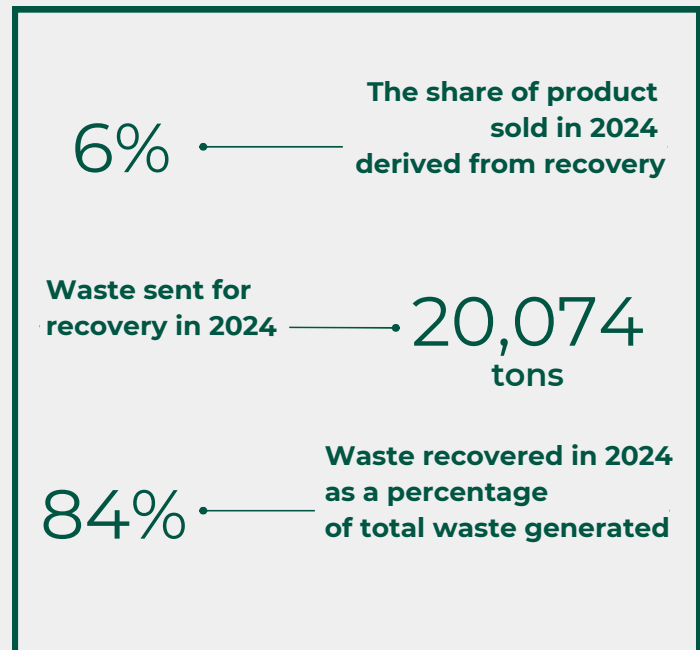 6%
The share of product
sold in 2024
derived from recovery
Waste sent for
recovery in 2024
20,074
tons
84%
Waste recovered in 2024
as a percentage
of total waste generated